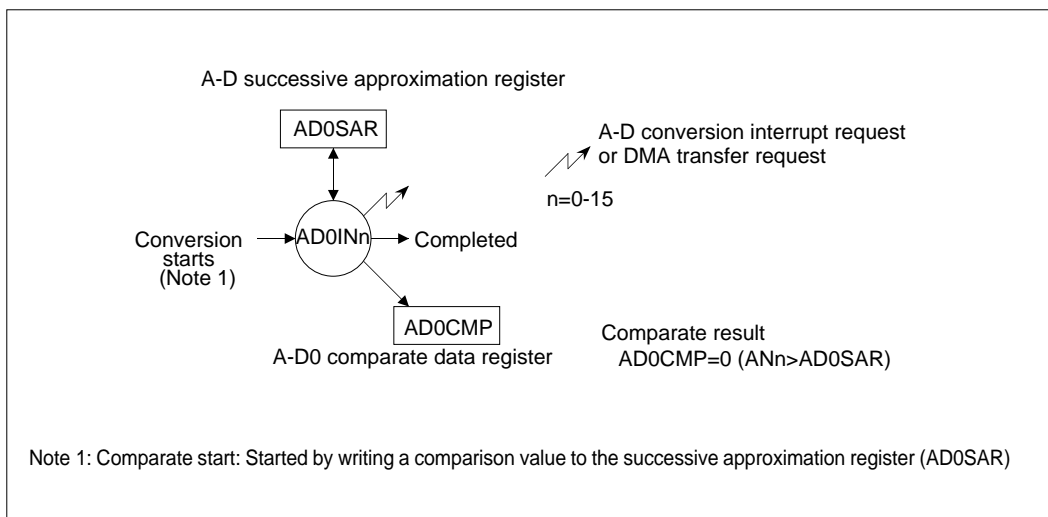 A-D successive approximation register
AD0SAR
A-D conversion interrupt request
or DMA transfer request
n=0-15
Conversion
starts
(Note 1)
AD0INn
Completed
AD0CMP
A-D0 comparate data register
Comparate result
AD0CMP=0 (ANn>AD0SAR)
Note 1: Comparate start: Started by writing a comparison value to the successive approximation register (AD0SAR)